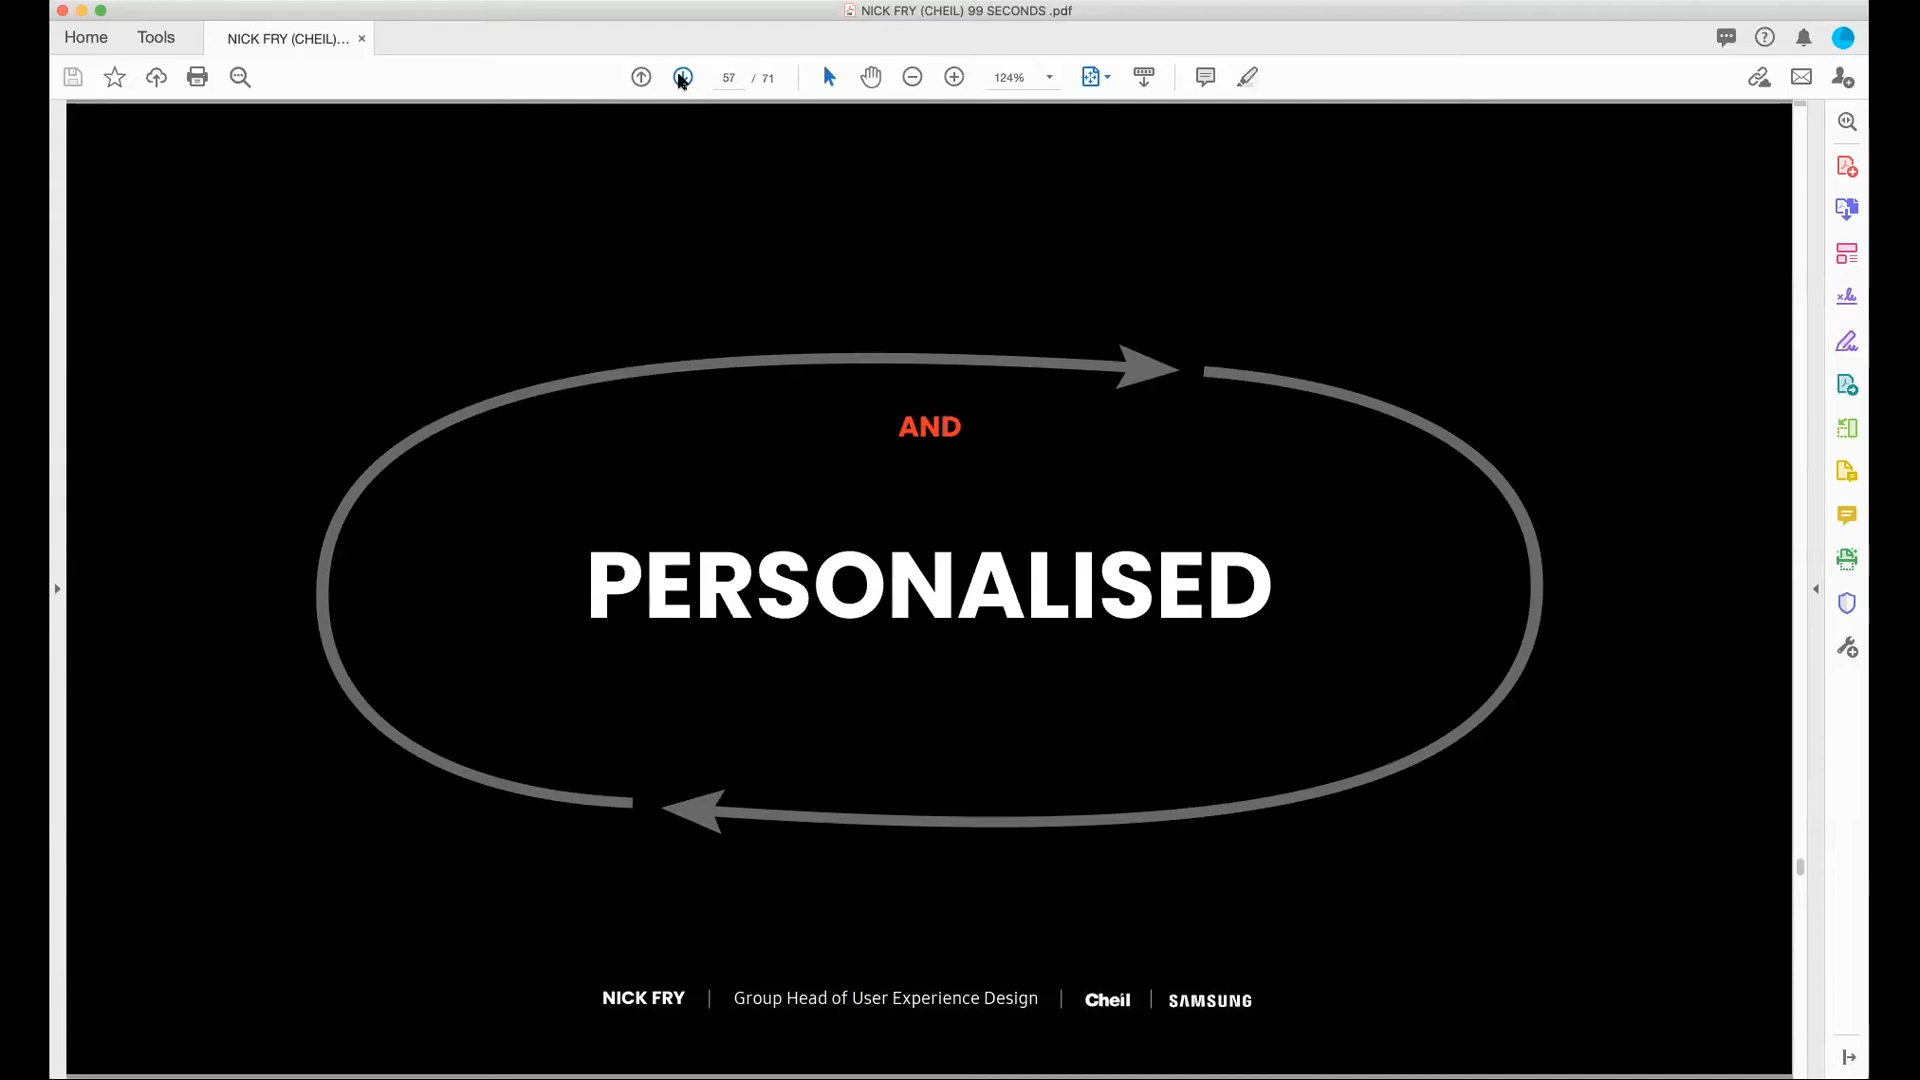 NICK FRY (CHEIL) 99 SECONDS .pdf
Home Tools NICK FRY (CHEIL)... ×
57 / 71 124%
AND
PERSONALISED
NICK FRY | Group Head of User Experience Design | Cheil | SAMSUNG